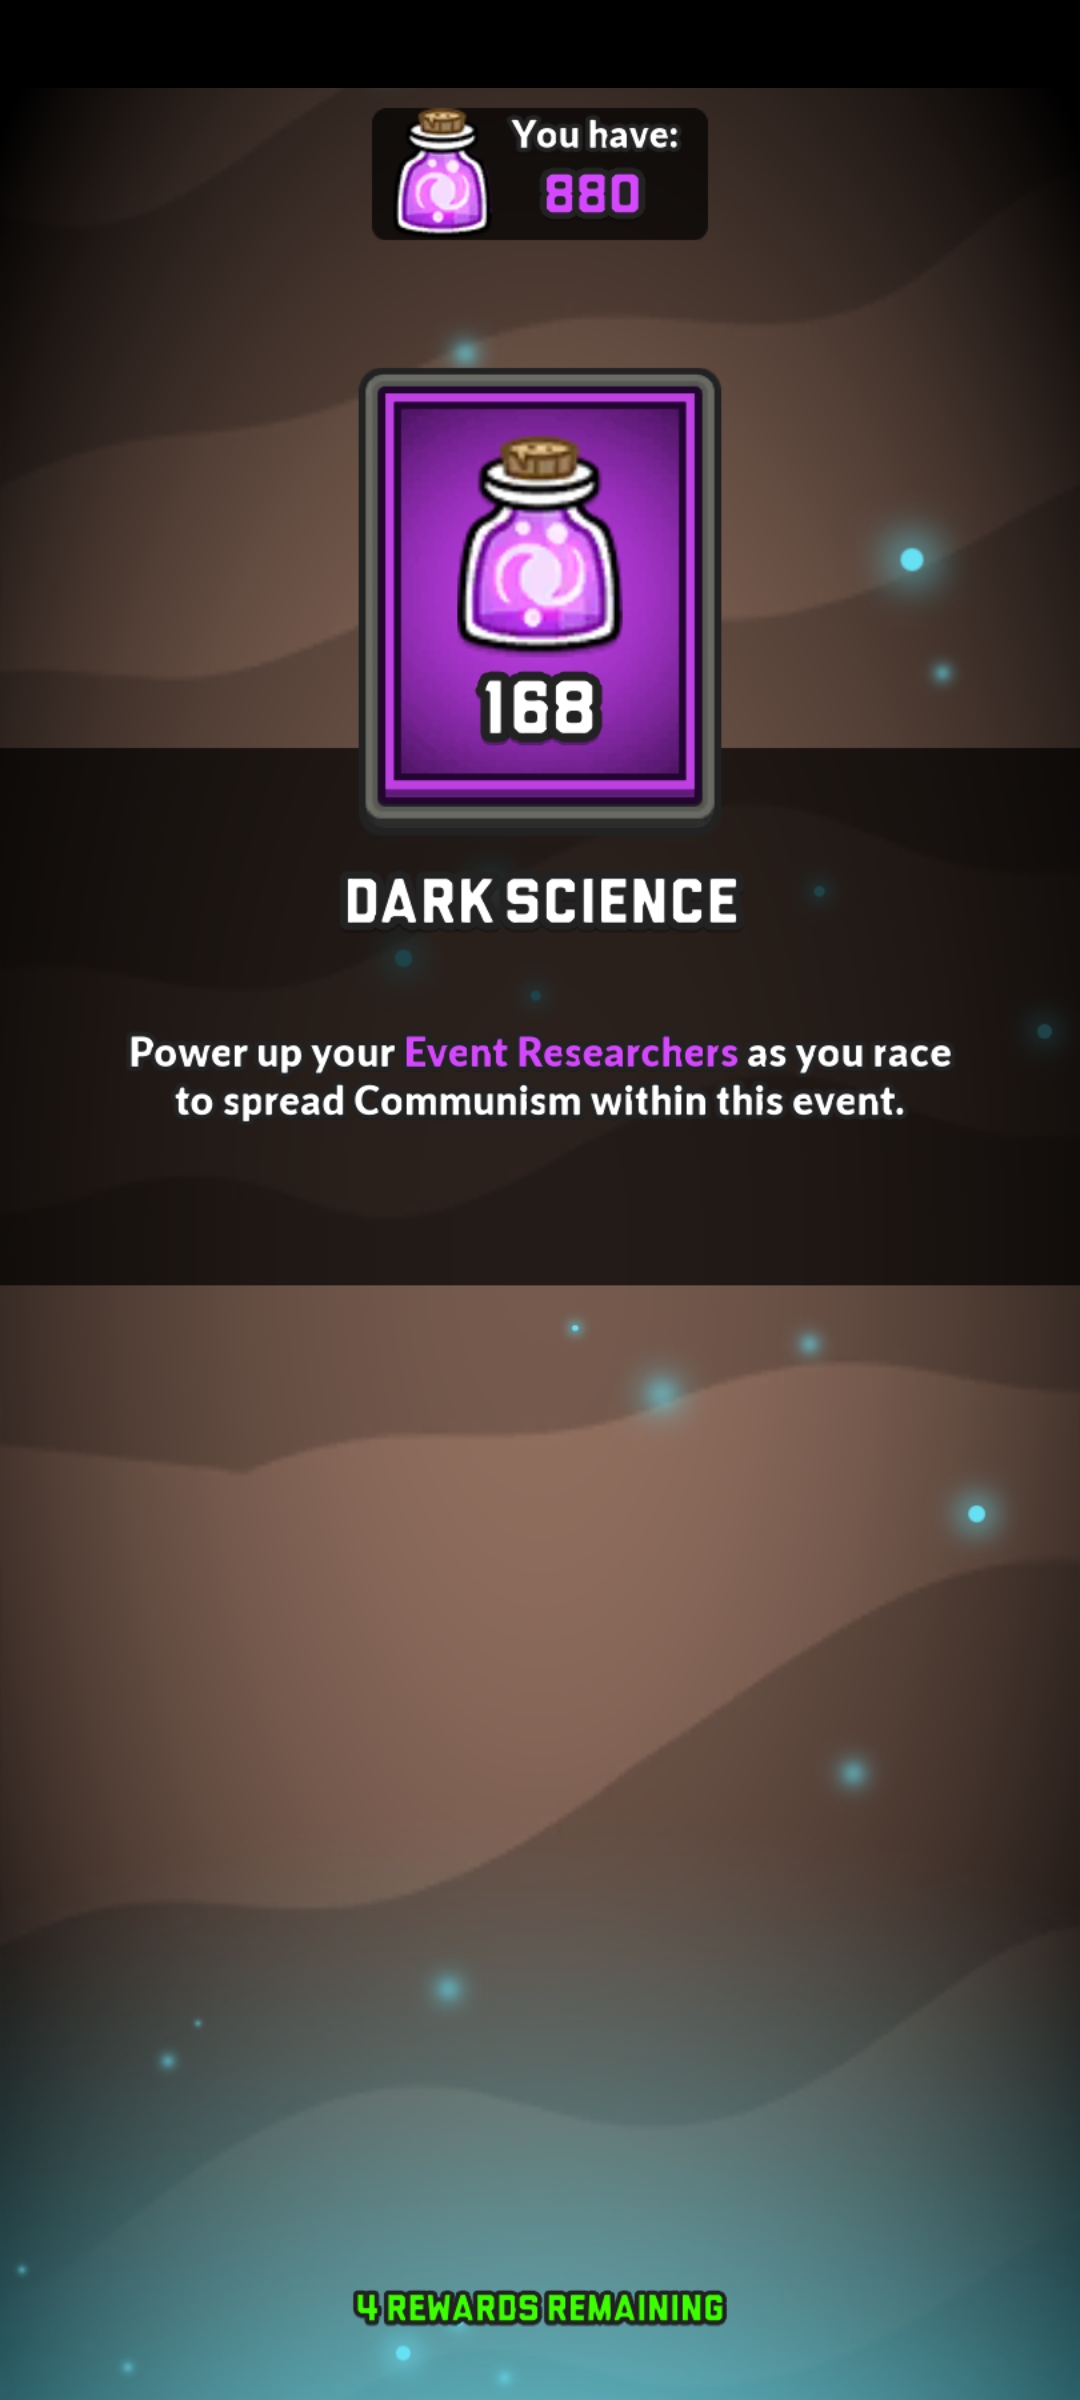 You have:
880
168
DARK SCIENCE
Power up your Event Researchers as you race
to spread Communism within this event.
4 REWARDS REMAINING